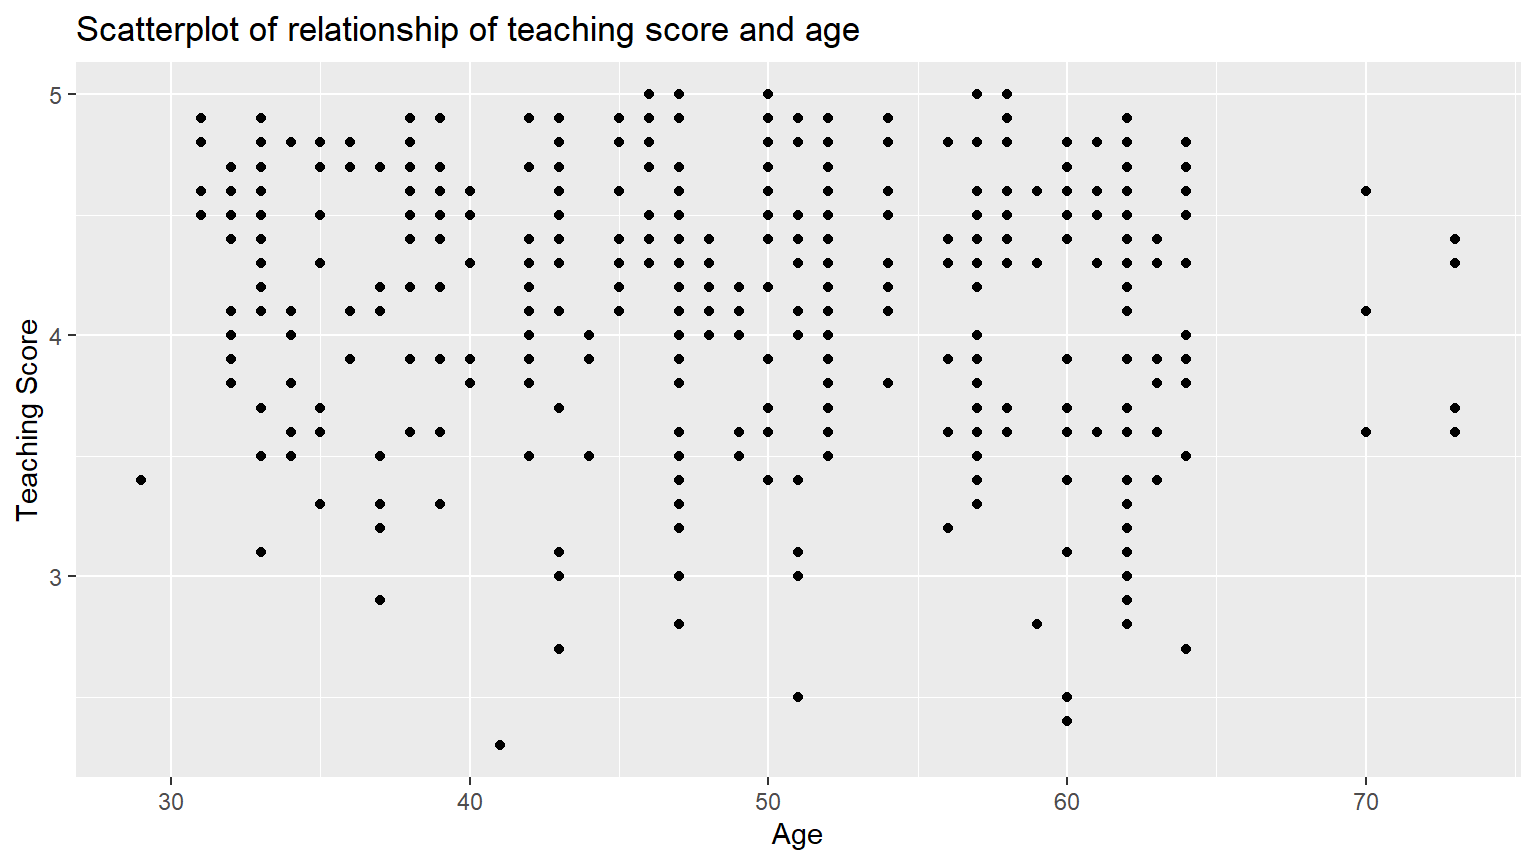 Scatterplot of relationship of teaching score and age
5
4
3
Teaching Score
30 40 50 60 70
Age